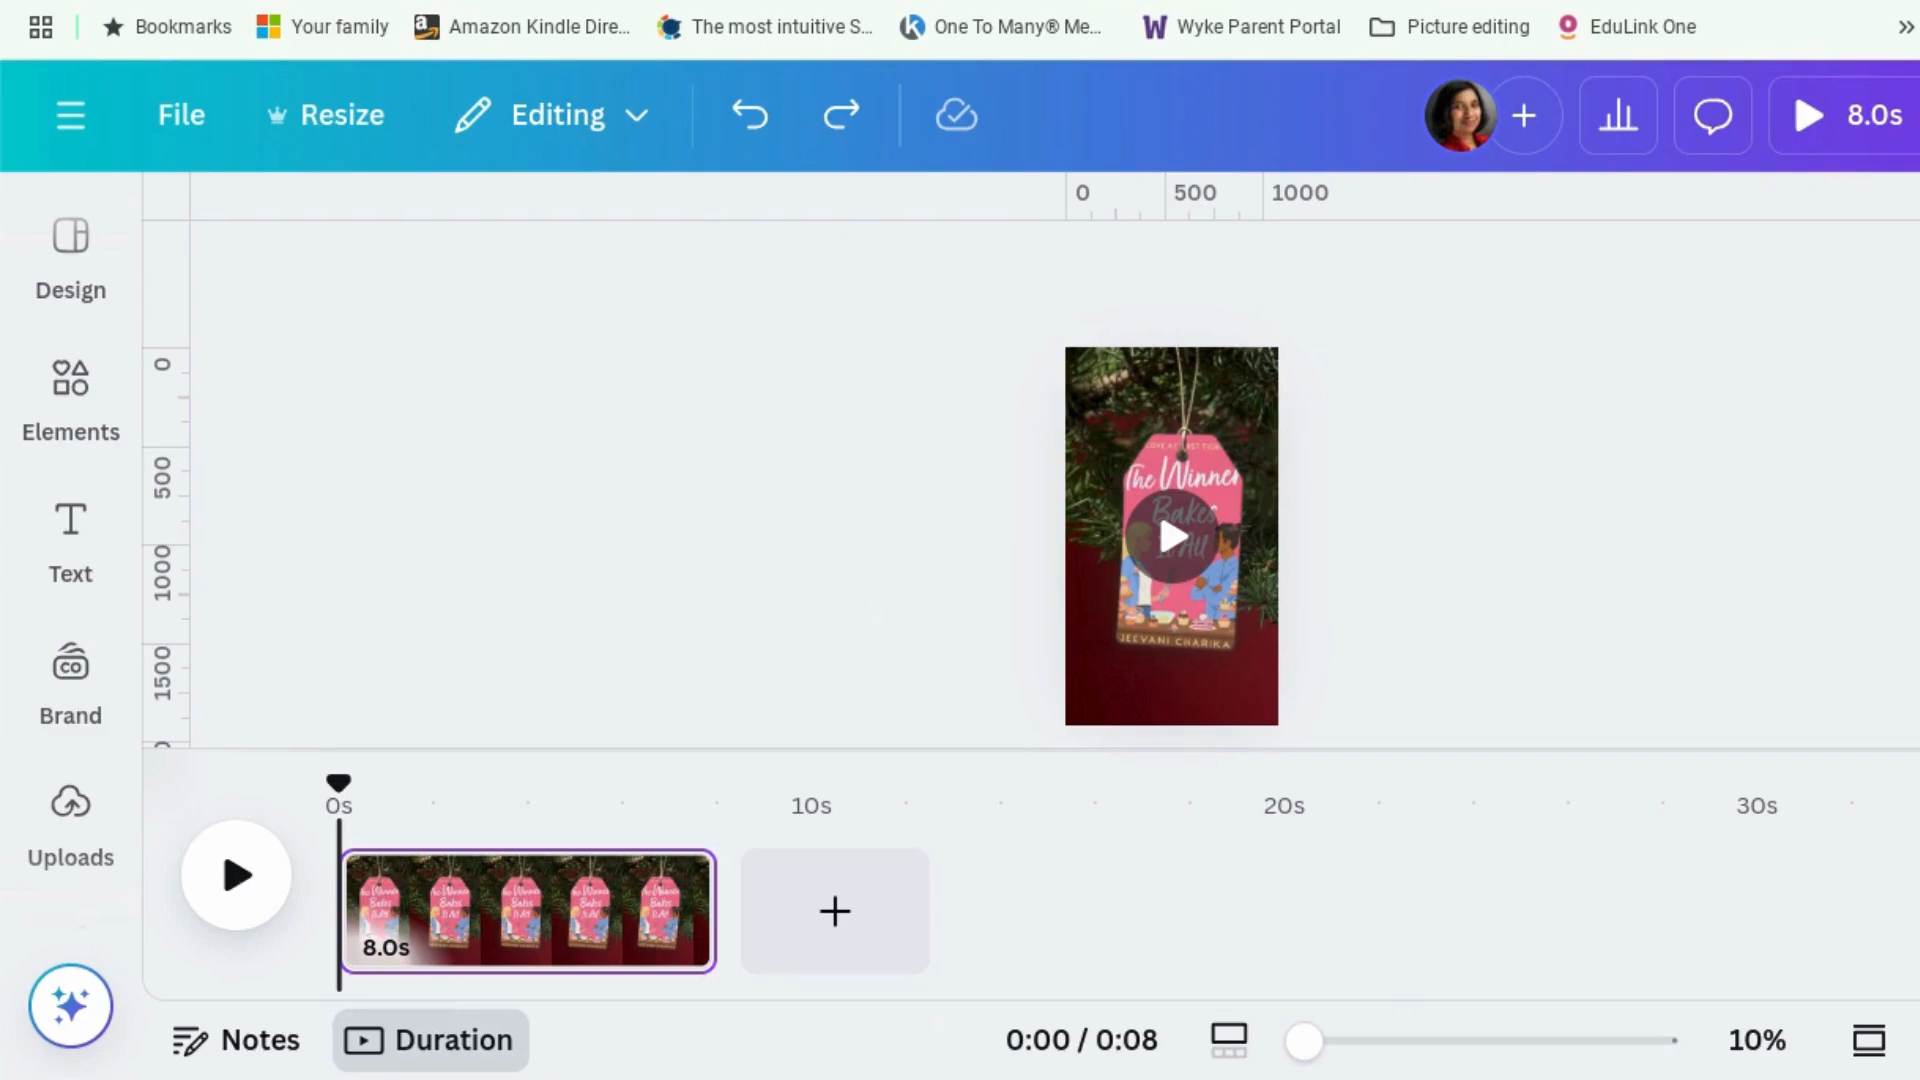 Bookmarks
Your family
Amazon Kindle Dire...
The most intuitive S...
One To Many® Me...
Wyke Parent Portal
Picture editing
EduLink One
File
Resize
Editing
8.0s
0 500 1000
Design
Elements
Text
Brand
Uploads
0
500
1000
1500
The Winner
Bakes
It All
JEEVANI CHARIKA
0s 10s 20s 30s
8.0s
Notes
Duration
0:00 / 0:08
10%